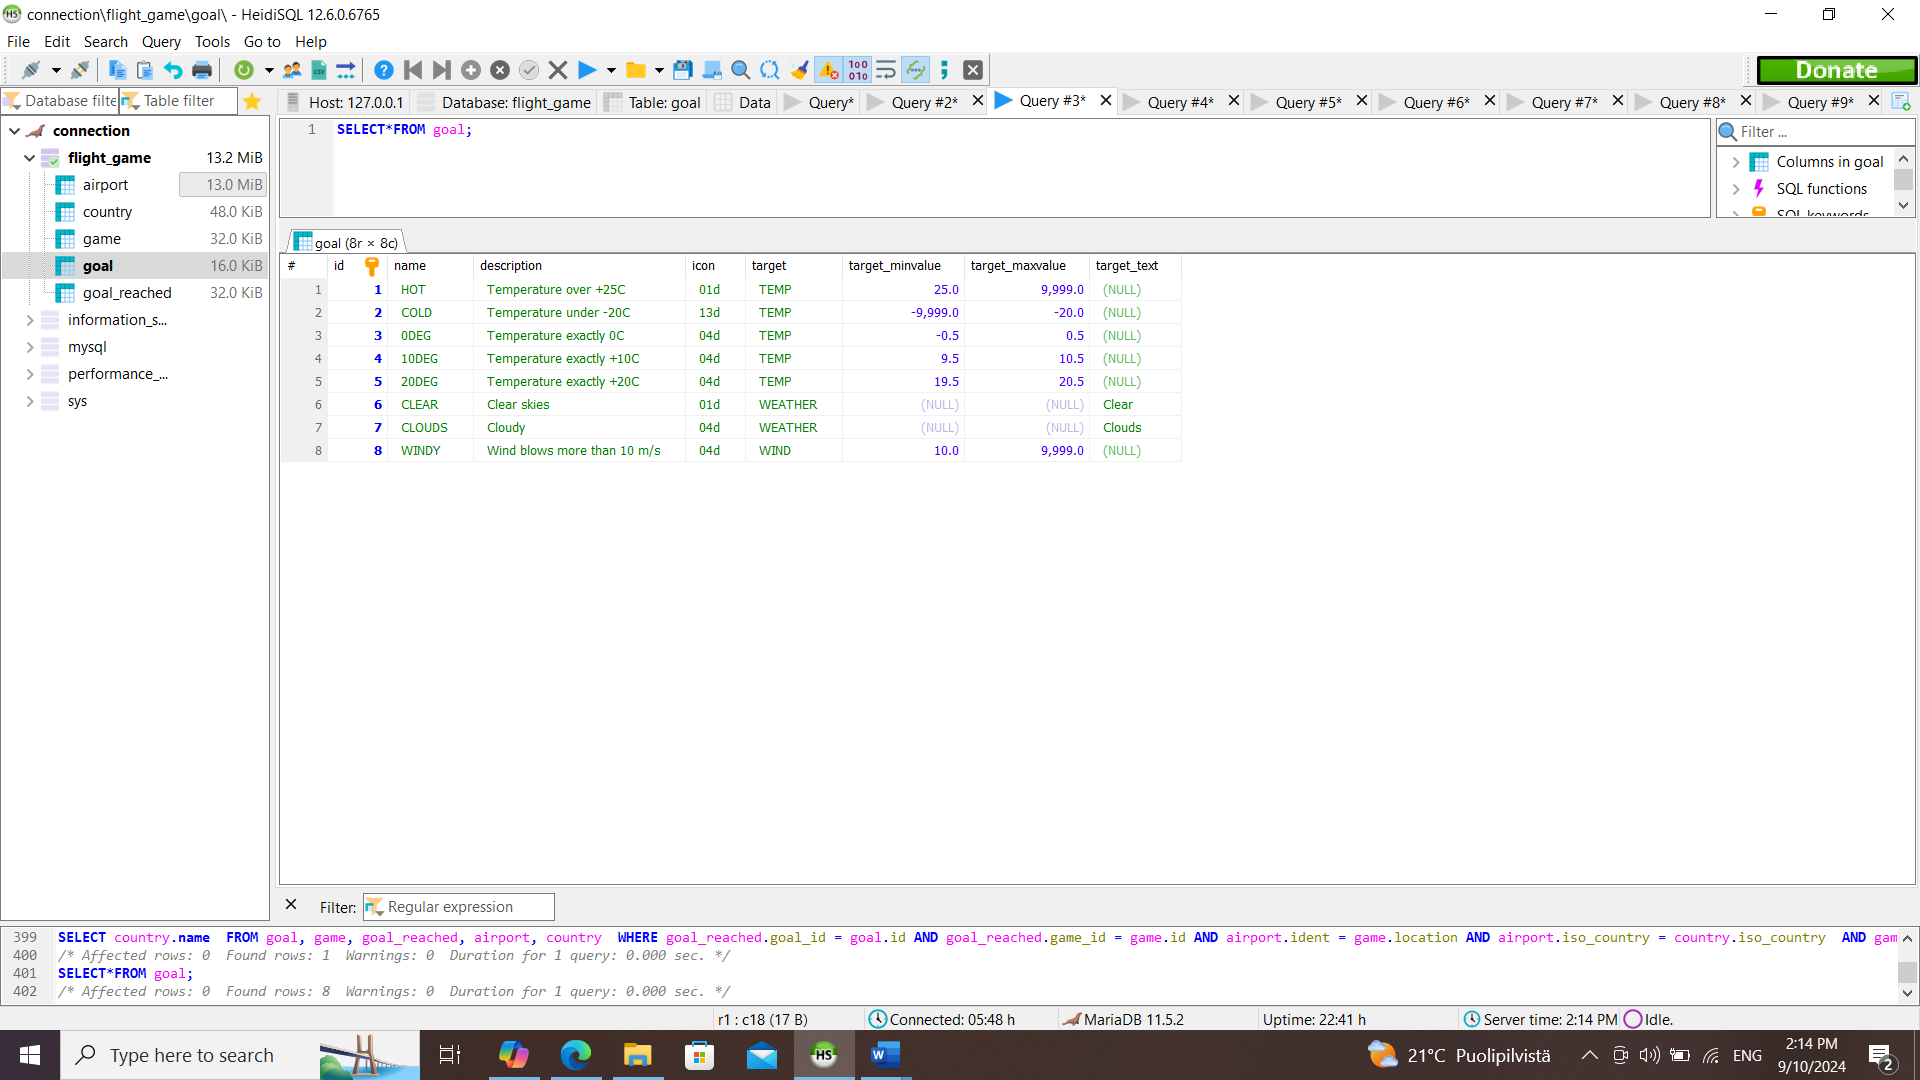 connection\flight_game\goal\ - HeidiSQL 12.6.0.6765
File Edit Search Query Tools Go to Help
Donate
Database filte Table filter
Host: 127.0.0.1 Database: flight_game Table: goal Data Query* Query #2* Query #3* Query #4* Query #5* Query #6* Query #7* Query #8* Query #9*
connection
flight_game 13.2 MiB
airport 13.0 MiB
country 48.0 KiB
game 32.0 KiB
goal 16.0 KiB
goal_reached 32.0 KiB
information_s...
mysql
performance_...
sys
1 SELECT*FROM goal;
Filter ...
Columns in goal
SQL functions
SQL keywords
goal (8r × 8c)
# id name description icon target target_minvalue target_maxvalue target_text
1 1 HOT Temperature over +25C 01d TEMP 25.0 9,999.0 (NULL)
2 2 COLD Temperature under -20C 13d TEMP -9,999.0 -20.0 (NULL)
3 3 0DEG Temperature exactly 0C 04d TEMP -0.5 0.5 (NULL)
4 4 10DEG Temperature exactly +10C 04d TEMP 9.5 10.5 (NULL)
5 5 20DEG Temperature exactly +20C 04d TEMP 19.5 20.5 (NULL)
6 6 CLEAR Clear skies 01d WEATHER (NULL) (NULL) Clear
7 7 CLOUDS Cloudy 04d WEATHER (NULL) (NULL) Clouds
8 8 WINDY Wind blows more than 10 m/s 04d WIND 10.0 9,999.0 (NULL)
Filter: Regular expression
399 SELECT country.name FROM goal, game, goal_reached, airport, country WHERE goal_reached.goal_id = goal.id AND goal_reached.game_id = game.id AND airport.ident = game.location AND airport.iso_country = country.iso_country AND gam
400 /* Affected rows: 0 Found rows: 1 Warnings: 0 Duration for 1 query: 0.000 sec. */
401 SELECT*FROM goal;
402 /* Affected rows: 0 Found rows: 8 Warnings: 0 Duration for 1 query: 0.000 sec. */
r1 : c18 (17 B) Connected: 05:48 h MariaDB 11.5.2 Uptime: 22:41 h Server time: 2:14 PM Idle.
Type here to search HS 21°C Puolipilvistä ENG 2:14 PM
9/10/2024 2